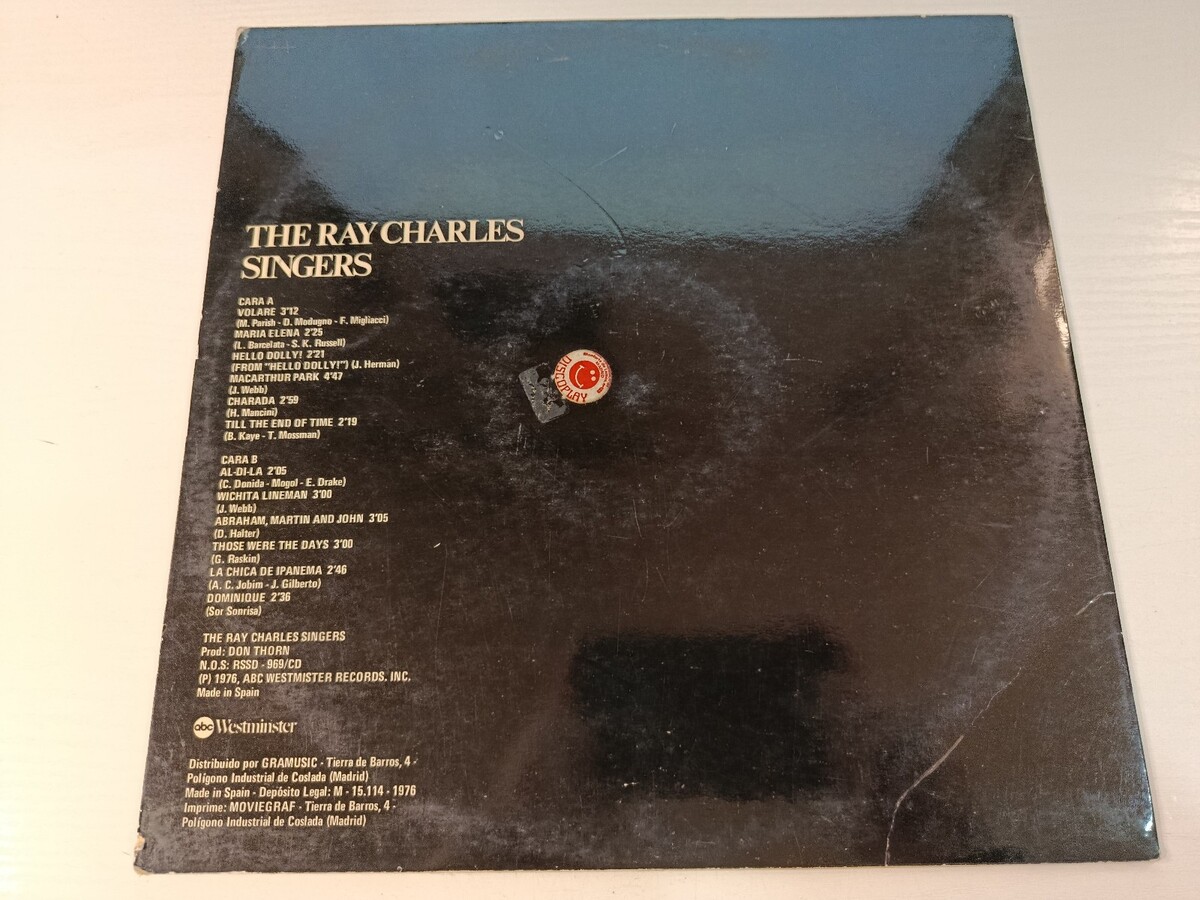 THE RAY CHARLES
SINGERS
CARA A
VOLARE 3'12
(M. Parish - D. Modugno - F. Migliacci)
MARIA ELENA 2'25
(L. Barcelata - S. K. Russell)
HELLO DOLLY! 2'21
(FROM "HELLO DOLLY!") (J. Herman)
MACARTHUR PARK 4'47
(J. Webb)
CHARADA 2'59
(H. Mancini)
TILL THE END OF TIME 2'19
(B. Kaye - T. Mossman)
CARA B
AL-DI-LA 2'05
(C. Donida - Mogol - E. Drake)
WICHITA LINEMAN 3'00
(J. Webb)
ABRAHAM, MARTIN AND JOHN 3'05
(D. Halter)
THOSE WERE THE DAYS 3'00
(G. Raskin)
LA CHICA DE IPANEMA 2'46
(A. C. Jobim - J. Gilberto)
DOMINIQUE 2'36
(Sor Sonrisa)
THE RAY CHARLES SINGERS
Prod: DON THORN
N.O.S: RSSD - 969/CD
(P) 1976, ABC WESTMISTER RECORDS. INC.
Made in Spain
abc Westminster
Distribuido por GRAMUSIC - Tierra de Barros, 4 -
Polígono Industrial de Coslada (Madrid)
Made in Spain - Depósito Legal: M - 15.114 - 1976
Imprime: MOVIEGRAF - Tierra de Barros, 4 -
Polígono Industrial de Coslada (Madrid)
DISCOPLAY